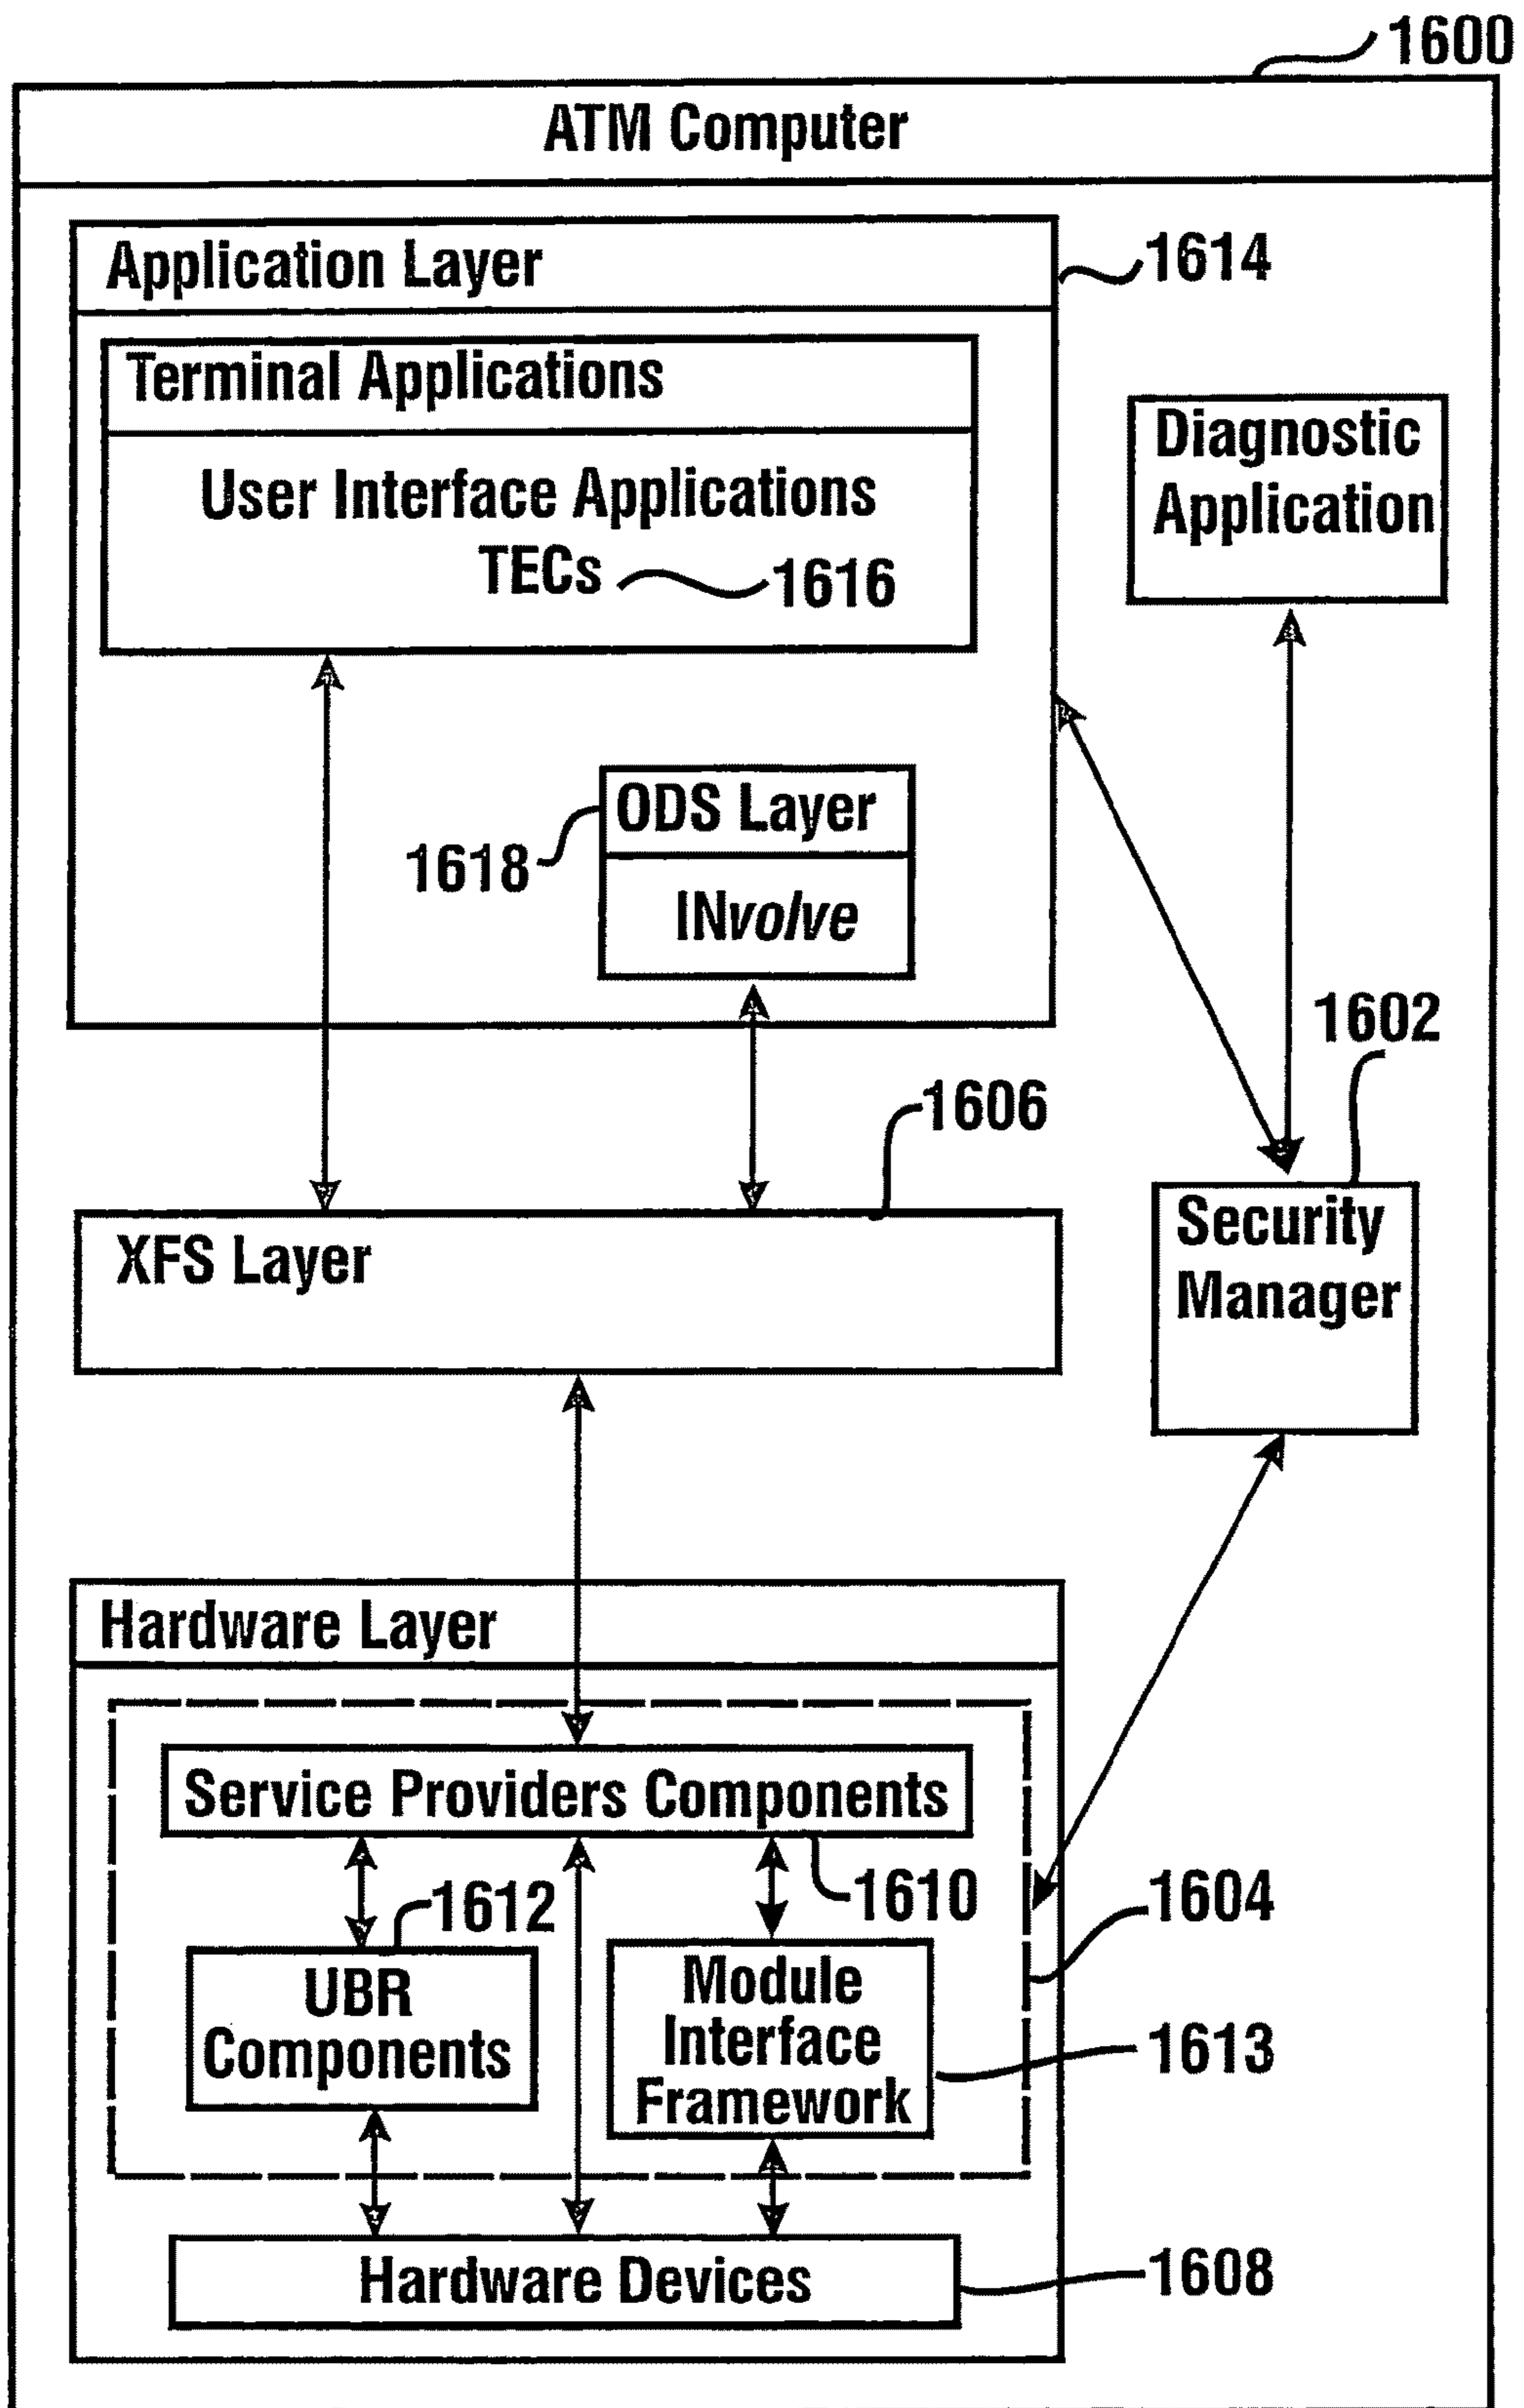 1600
ATM Computer
Application Layer
1614
Terminal Applications
User Interface Applications
TECs
1616
Diagnostic
Application
ODS Layer
1618
INvolve
1602
1606
XFS Layer
Security
Manager
Hardware Layer
Service Providers Components
1610
1612
1604
UBR
Components
Module
Interface
Framework
1613
Hardware Devices
1608